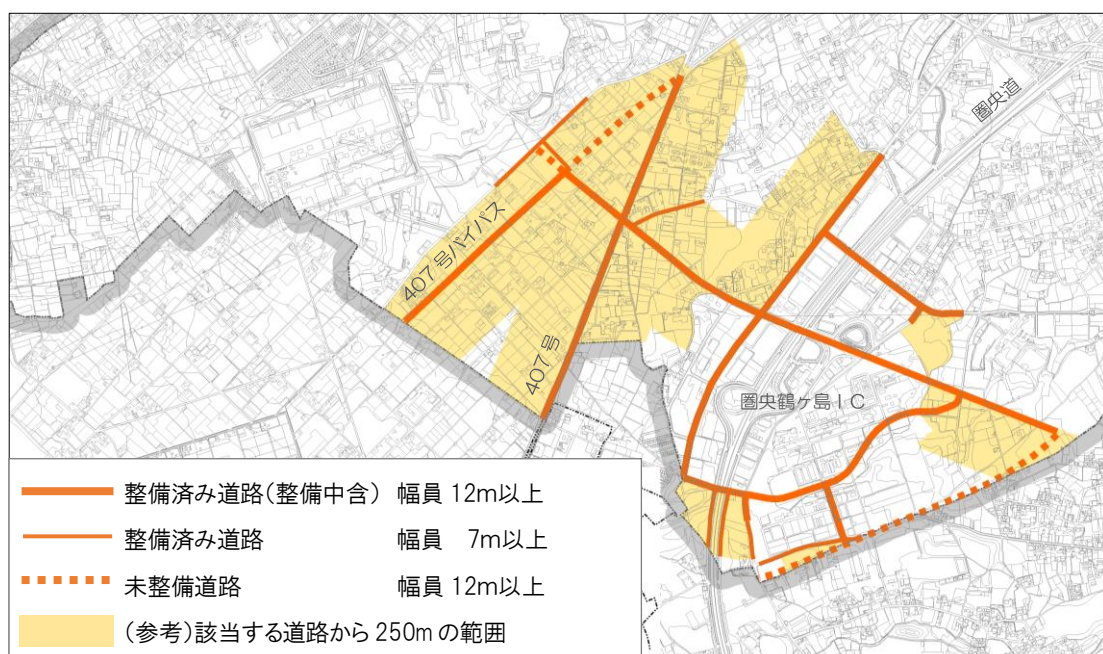 圏央道
407号バイパス
407号
圏央鶴ヶ島IC
整備済み道路(整備中含) 幅員 12m以上
整備済み道路 幅員 7m以上
未整備道路 幅員 12m以上
(参考)該当する道路から250mの範囲